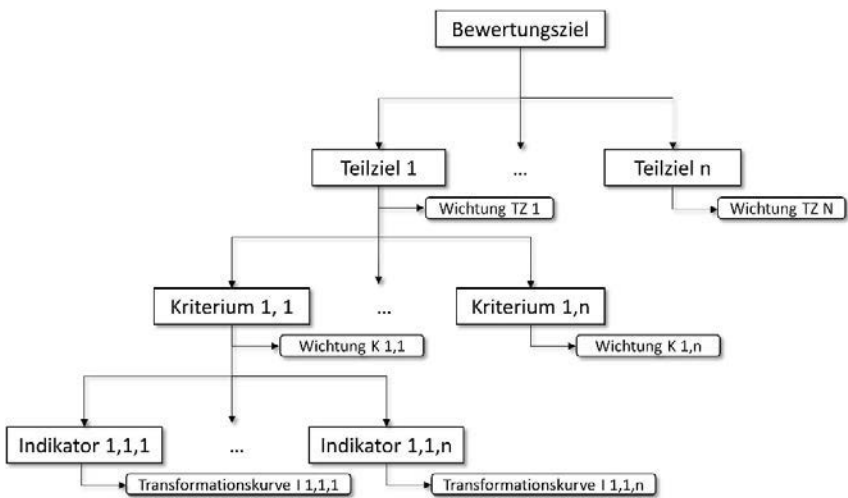 Bewertungsziel
Teilziel 1
...
Teilziel n
Wichtung TZ 1
Wichtung TZ N
Kriterium 1, 1
...
Kriterium 1,n
Wichtung K 1,1
Wichtung K 1,n
Indikator 1,1,1
...
Indikator 1,1,n
Transformationskurve I 1,1,1
Transformationskurve I 1,1,n